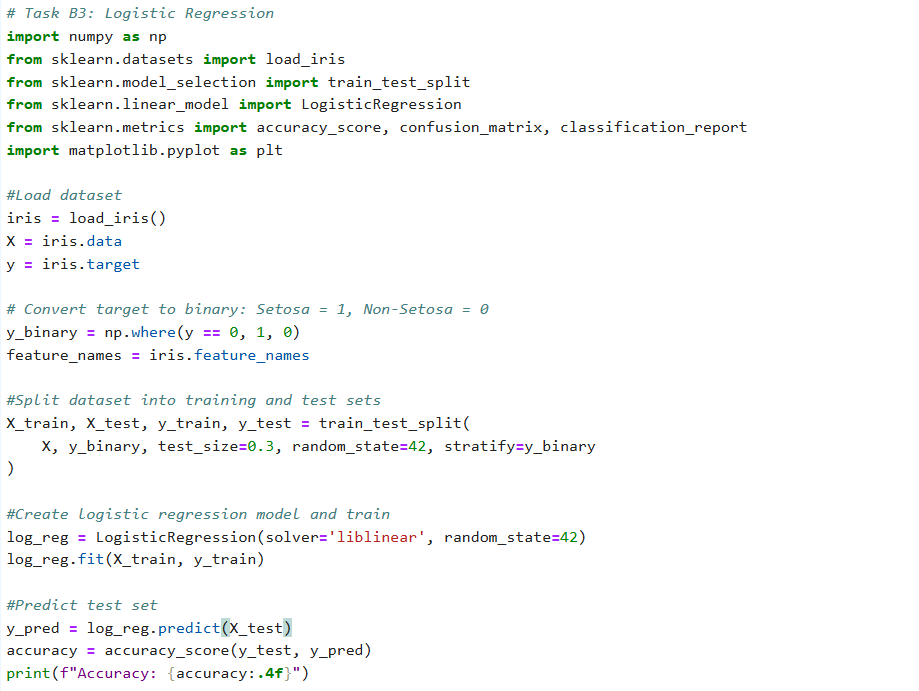 # Task B3: Logistic Regression
import numpy as np
from sklearn.datasets import load_iris
from sklearn.model_selection import train_test_split
from sklearn.linear_model import LogisticRegression
from sklearn.metrics import accuracy_score, confusion_matrix, classification_report
import matplotlib.pyplot as plt

#Load dataset
iris = load_iris()
X = iris.data
y = iris.target

# Convert target to binary: Setosa = 1, Non-Setosa = 0
y_binary = np.where(y == 0, 1, 0)
feature_names = iris.feature_names

#Split dataset into training and test sets
X_train, X_test, y_train, y_test = train_test_split(
    X, y_binary, test_size=0.3, random_state=42, stratify=y_binary
)

#Create logistic regression model and train
log_reg = LogisticRegression(solver='liblinear', random_state=42)
log_reg.fit(X_train, y_train)

#Predict test set
y_pred = log_reg.predict(X_test)
accuracy = accuracy_score(y_test, y_pred)
print(f"Accuracy: {accuracy:.4f}")